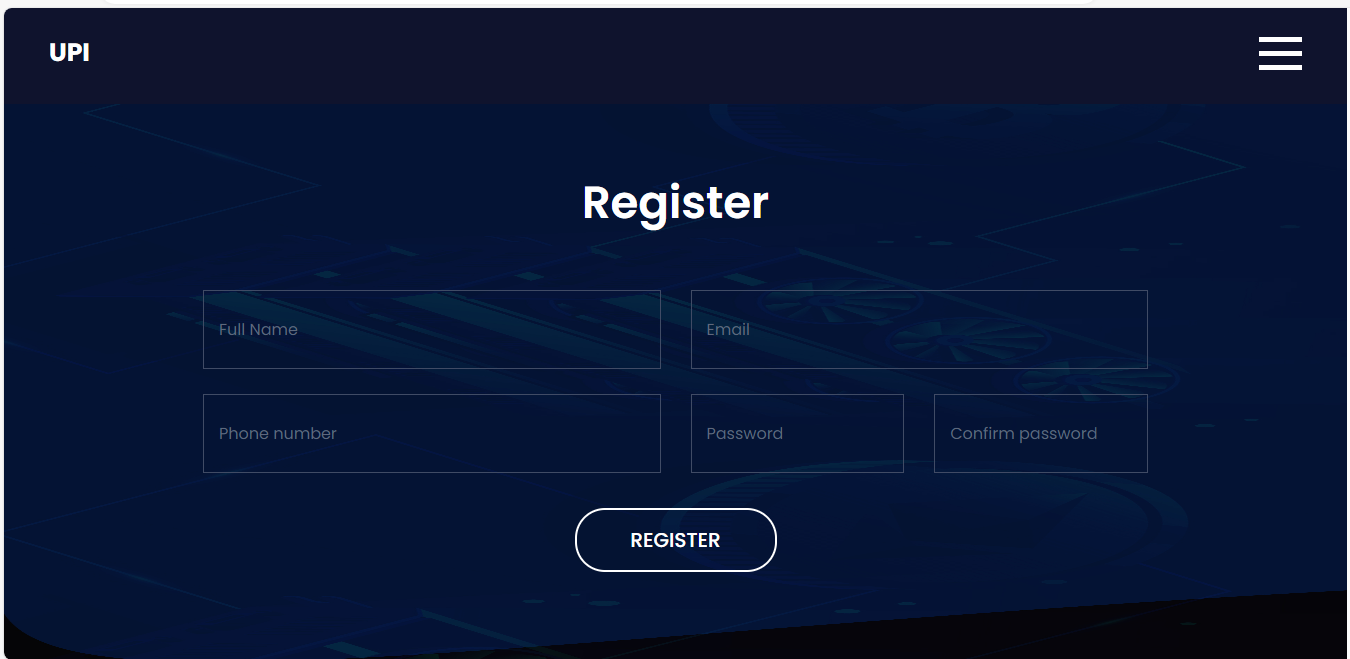 UPI
Register
Full Name
Email
Phone number
Password
Confirm password
REGISTER